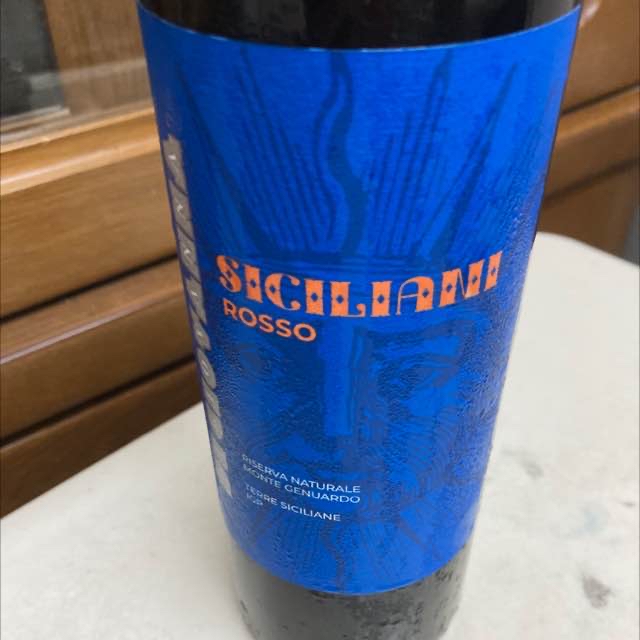 SICILIANI
ROSSO
RISERVA NATURALE
MONTE GENUARDO
TERRE SICILIANE
IGP